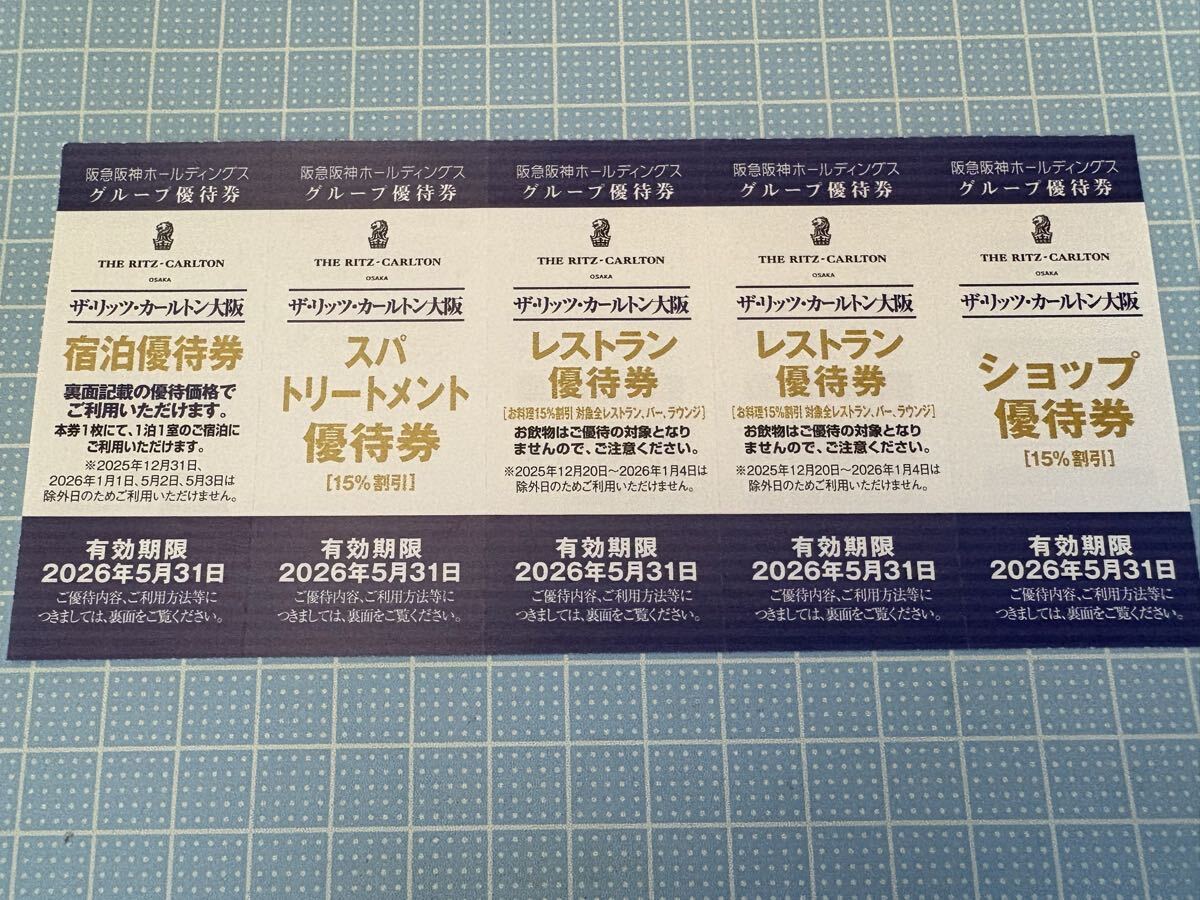 阪急阪神ホールディングス
グループ優待券
THE RITZ-CARLTON
OSAKA
ザ・リッツ・カールトン大阪
宿泊優待券
裏面記載の優待価格で
ご利用いただけます。
本券1枚にて、1泊1室のご宿泊に
ご利用いただけます。
※2025年12月31日、
2026年1月1日、5月2日、5月3日は
除外日のためご利用いただけません。
有効期限
2026年5月31日
ご優待内容、ご利用方法等に
つきましては、裏面をご覧ください。
阪急阪神ホールディングス
グループ優待券
THE RITZ-CARLTON
OSAKA
ザ・リッツ・カールトン大阪
スパ
トリートメント
優待券
[15%割引]
有効期限
2026年5月31日
ご優待内容、ご利用方法等に
つきましては、裏面をご覧ください。
阪急阪神ホールディングス
グループ優待券
THE RITZ-CARLTON
OSAKA
ザ・リッツ・カールトン大阪
レストラン
優待券
[お料理15%割引 対象全レストラン、バー、ラウンジ]
お飲物はご優待の対象となり
ませんので、ご注意ください。
※2025年12月20日〜2026年1月4日は
除外日のためご利用いただけません。
有効期限
2026年5月31日
ご優待内容、ご利用方法等に
つきましては、裏面をご覧ください。
阪急阪神ホールディングス
グループ優待券
THE RITZ-CARLTON
OSAKA
ザ・リッツ・カールトン大阪
レストラン
優待券
[お料理15%割引 対象全レストラン、バー、ラウンジ]
お飲物はご優待の対象となり
ませんので、ご注意ください。
※2025年12月20日〜2026年1月4日は
除外日のためご利用いただけません。
有効期限
2026年5月31日
ご優待内容、ご利用方法等に
つきましては、裏面をご覧ください。
阪急阪神ホールディングス
グループ優待券
THE RITZ-CARLTON
OSAKA
ザ・リッツ・カールトン大阪
ショップ
優待券
[15%割引]
有効期限
2026年5月31日
ご優待内容、ご利用方法等に
つきましては、裏面をご覧ください。